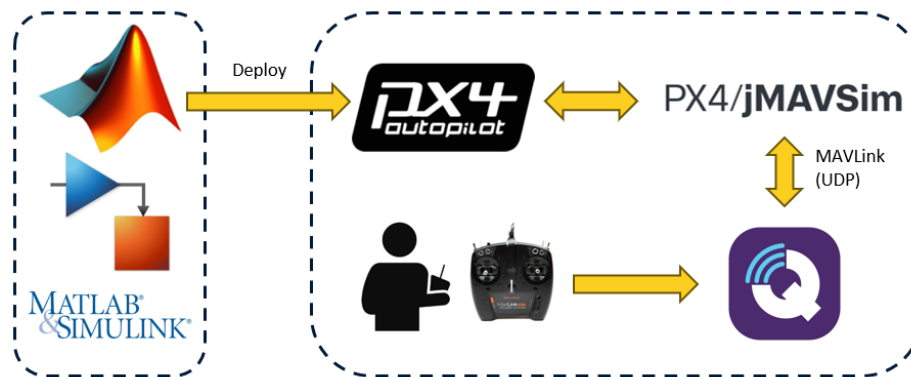 Deploy
px4
autopilot
PX4/jMAVSim
MAVLink
(UDP)
MATLAB®
&SIMULINK®